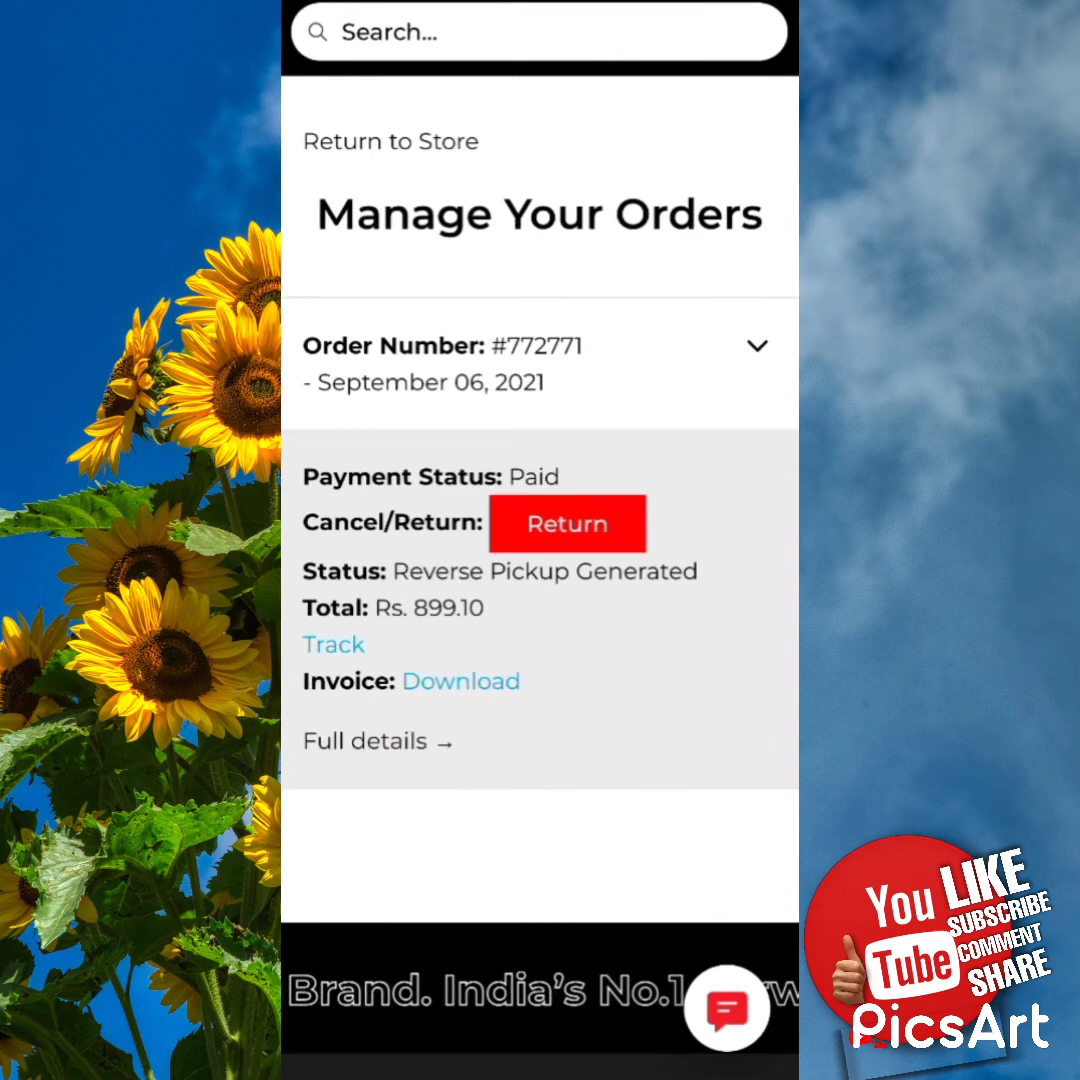 Search...
Return to Store
Manage Your Orders
Order Number: #772771
- September 06, 2021
Payment Status: Paid
Cancel/Return: Return
Status: Reverse Pickup Generated
Total: Rs. 899.10
Track
Invoice: Download
Full details →
Brand. India's No.1
You Tube
LIKE
SUBSCRIBE
COMMENT
SHARE
PicsArt